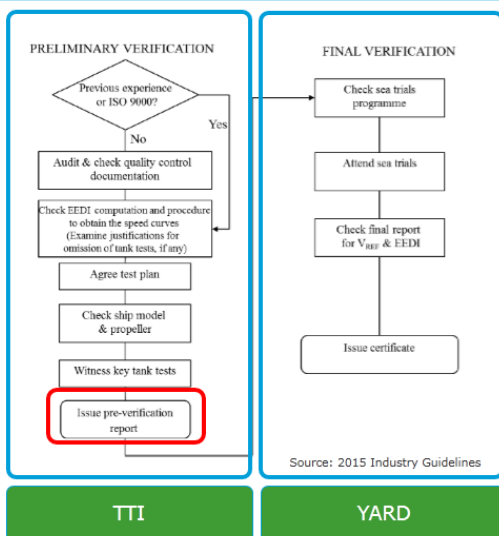 PRELIMINARY VERIFICATION
Previous experience
or ISO 9000?
Yes
No
Audit & check quality control
documentation
Check EEDI computation and procedure
to obtain the speed curves
(Examine justifications for
omission of tank tests, if any)
Agree test plan
Check ship model
& propeller
Witness key tank tests
Issue pre-verification
report
TTI
FINAL VERIFICATION
Check sea trials
programme
Attend sea trials
Check final report
for VREF & EEDI
Issue certificate
Source: 2015 Industry Guidelines
YARD